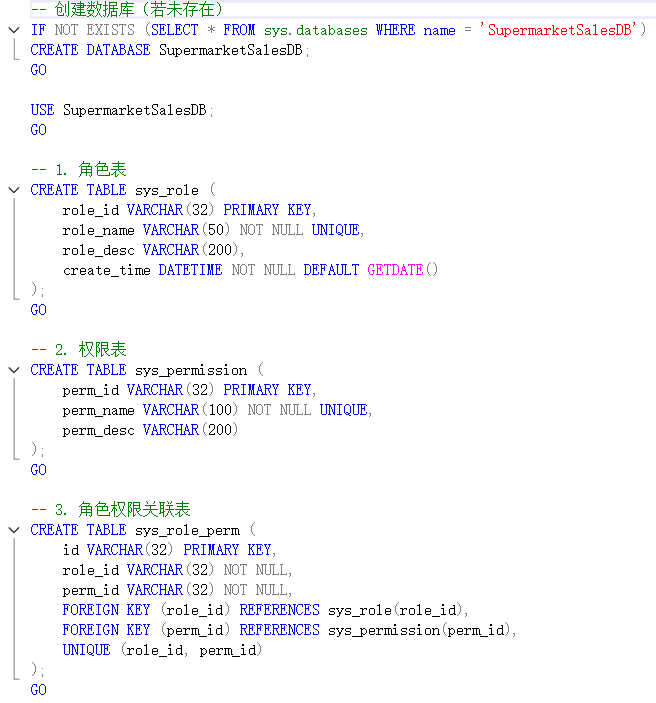 -- 创建数据库（若未存在）
IF NOT EXISTS (SELECT * FROM sys.databases WHERE name = 'SupermarketSalesDB')
CREATE DATABASE SupermarketSalesDB;
GO
USE SupermarketSalesDB;
GO
-- 1. 角色表
CREATE TABLE sys_role (
    role_id VARCHAR(32) PRIMARY KEY,
    role_name VARCHAR(50) NOT NULL UNIQUE,
    role_desc VARCHAR(200),
    create_time DATETIME NOT NULL DEFAULT GETDATE()
);
GO
-- 2. 权限表
CREATE TABLE sys_permission (
    perm_id VARCHAR(32) PRIMARY KEY,
    perm_name VARCHAR(100) NOT NULL UNIQUE,
    perm_desc VARCHAR(200)
);
GO
-- 3. 角色权限关联表
CREATE TABLE sys_role_perm (
    id VARCHAR(32) PRIMARY KEY,
    role_id VARCHAR(32) NOT NULL,
    perm_id VARCHAR(32) NOT NULL,
    FOREIGN KEY (role_id) REFERENCES sys_role(role_id),
    FOREIGN KEY (perm_id) REFERENCES sys_permission(perm_id),
    UNIQUE (role_id, perm_id)
);
GO